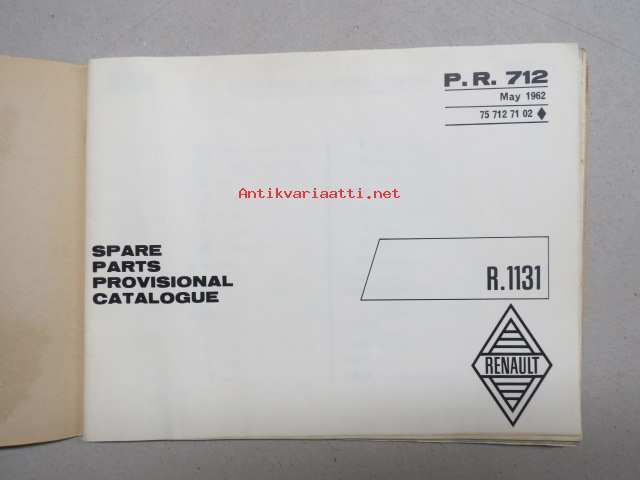 P.R. 712
May 1962
75 712 71 02
Antikvariaatti.net
SPARE
PARTS
PROVISIONAL
CATALOGUE
R.1131
RENAULT